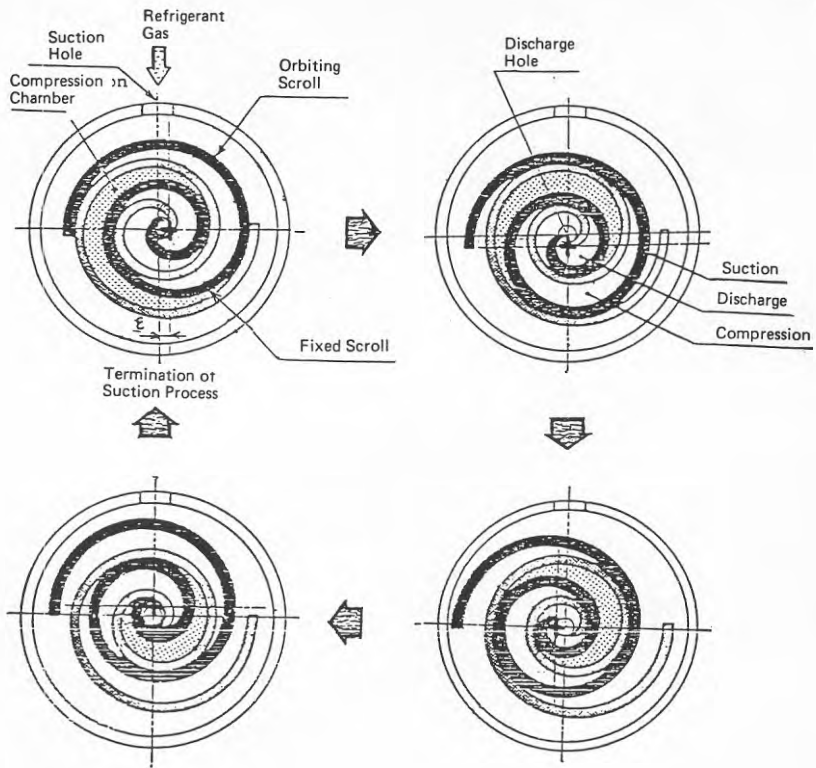 Refrigerant
Gas
Suction
Hole
Compression on
Chamber
Orbiting
Scroll
ε
Fixed Scroll
Termination of
Suction Process
Discharge
Hole
Suction
Discharge
Compression